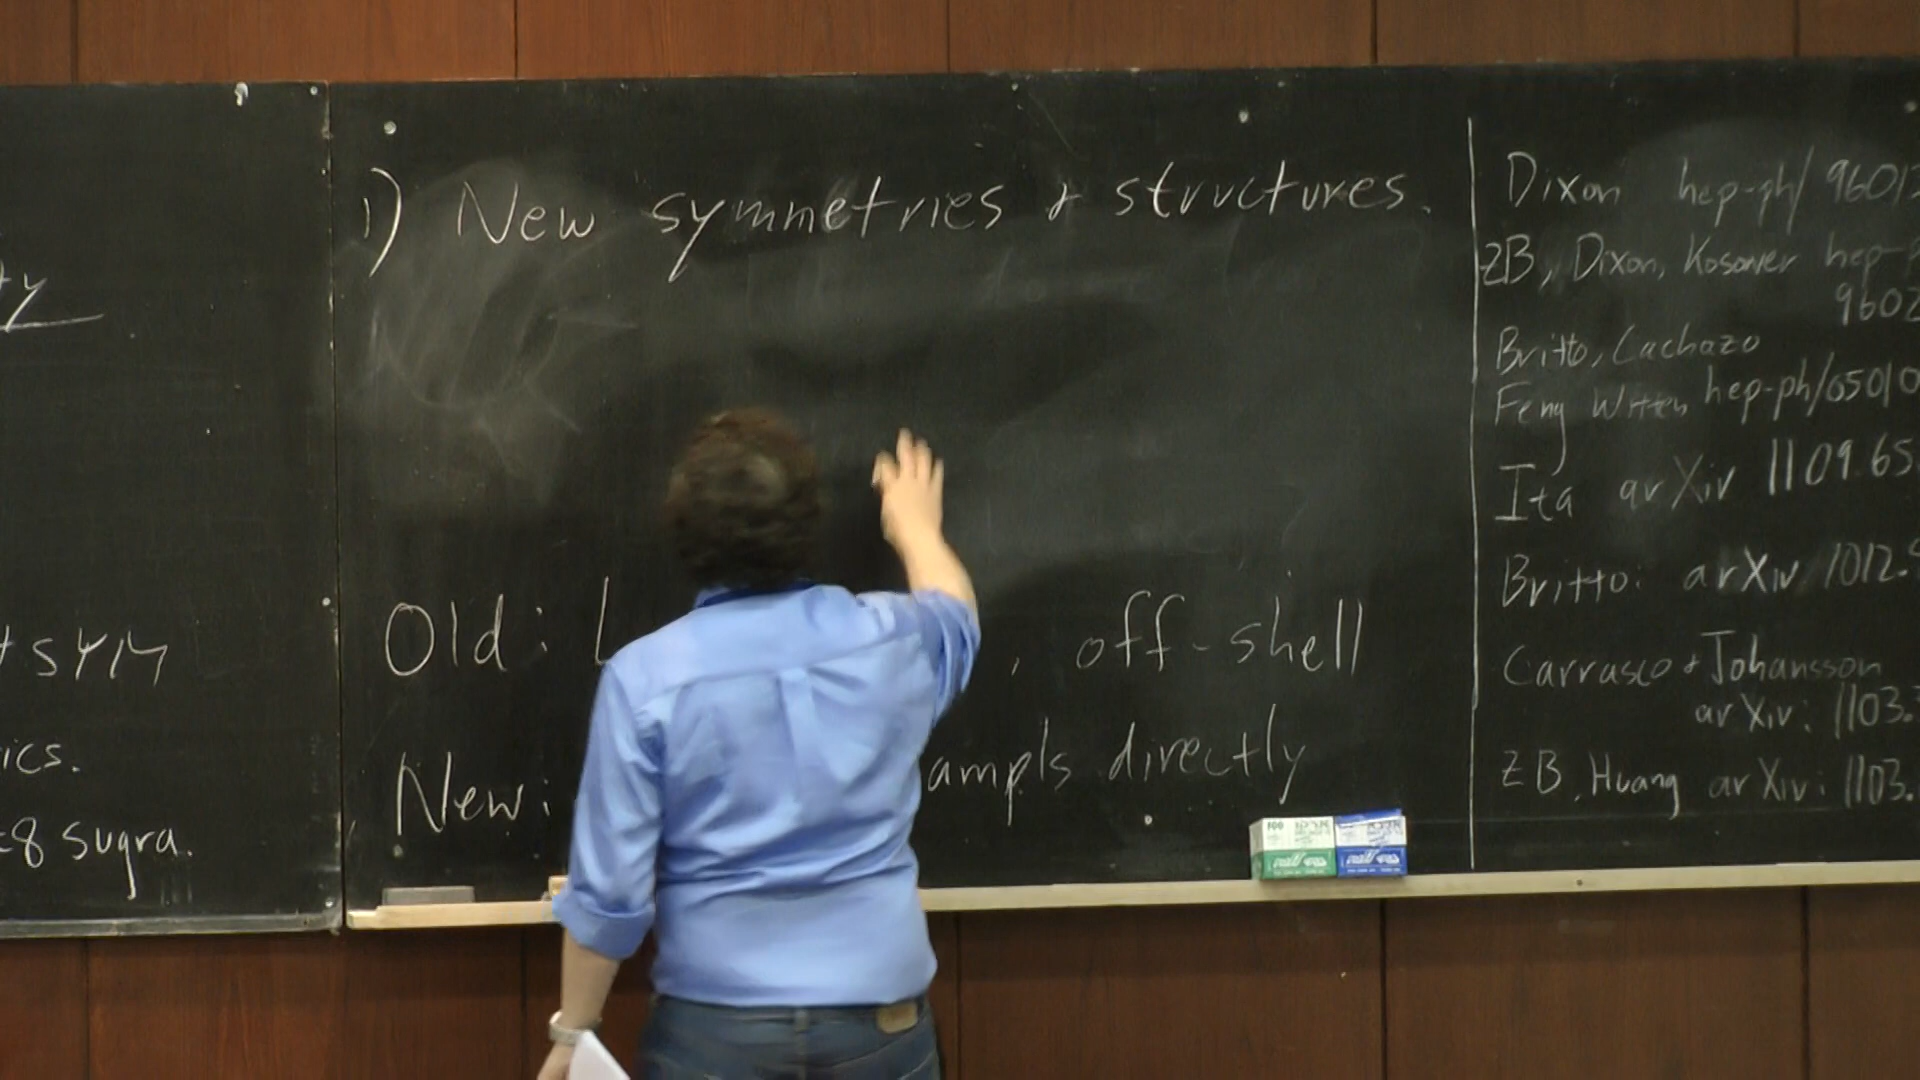 ty
SYM
ics.
8 sugra.
1) New symmetries & structures.
Old: L , off-shell
New: ampls directly
Dixon hep-ph/ 9601
ZB, Dixon, Kosower hep-
9602
Britto, Cachazo
Feng Witten hep-ph/0501
Ita arXiv 1109.65
Britto: arXiv 1012.
Carrasco & Johansson
arXiv: 1103.
ZB, Huang arXiv: 1103.
100